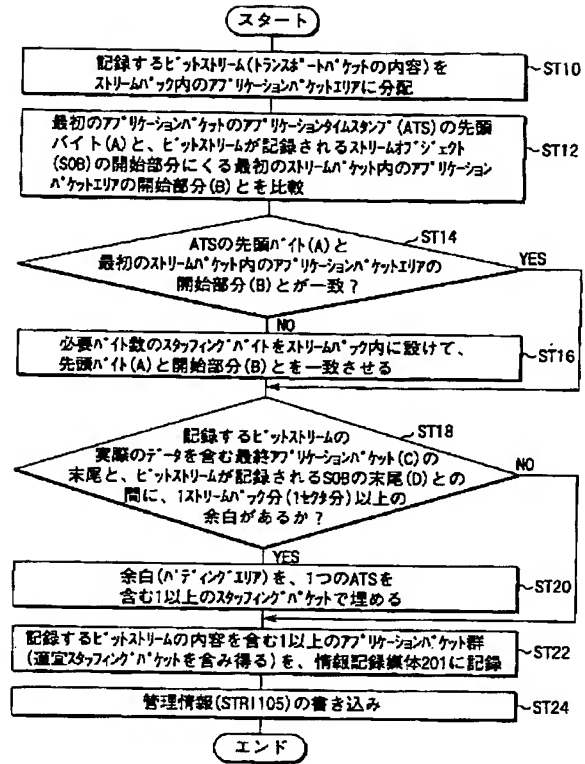 スタート
記録するビットストリーム(トランスポートパケットの内容)を
ストリームパック内のアプリケーションパケットエリアに分配
ST10
最初のアプリケーションパケットのアプリケーションタイムスタンプ(ATS)の先頭
バイト(A)と、ビットストリームが記録されるストリームオブジェクト
(SOB)の開始部分にくる最初のストリームパケット内のアプリケーション
パケットエリアの開始部分(B)とを比較
ST12
ATSの先頭バイト(A)と
最初のストリームパケット内のアプリケーションパケットエリアの
開始部分(B)とが一致?
ST14
YES
NO
必要バイト数のスタッフィングバイトをストリームパック内に設けて、
先頭バイト(A)と開始部分(B)とを一致させる
ST16
記録するビットストリームの
実際のデータを含む最終アプリケーションパケット(C)の
末尾と、ビットストリームが記録されるSOBの末尾(D)との
間に、1ストリームパック分(1セクタ分)以上の
余白があるか?
ST18
NO
YES
余白(パディングエリア)を、1つのATSを
含む1以上のスタッフィングパケットで埋める
ST20
記録するビットストリームの内容を含む1以上のアプリケーションパケット群
(適宜スタッフィングパケットを含み得る)を、情報記録媒体201に記録
ST22
管理情報(STRI105)の書き込み
ST24
エンド